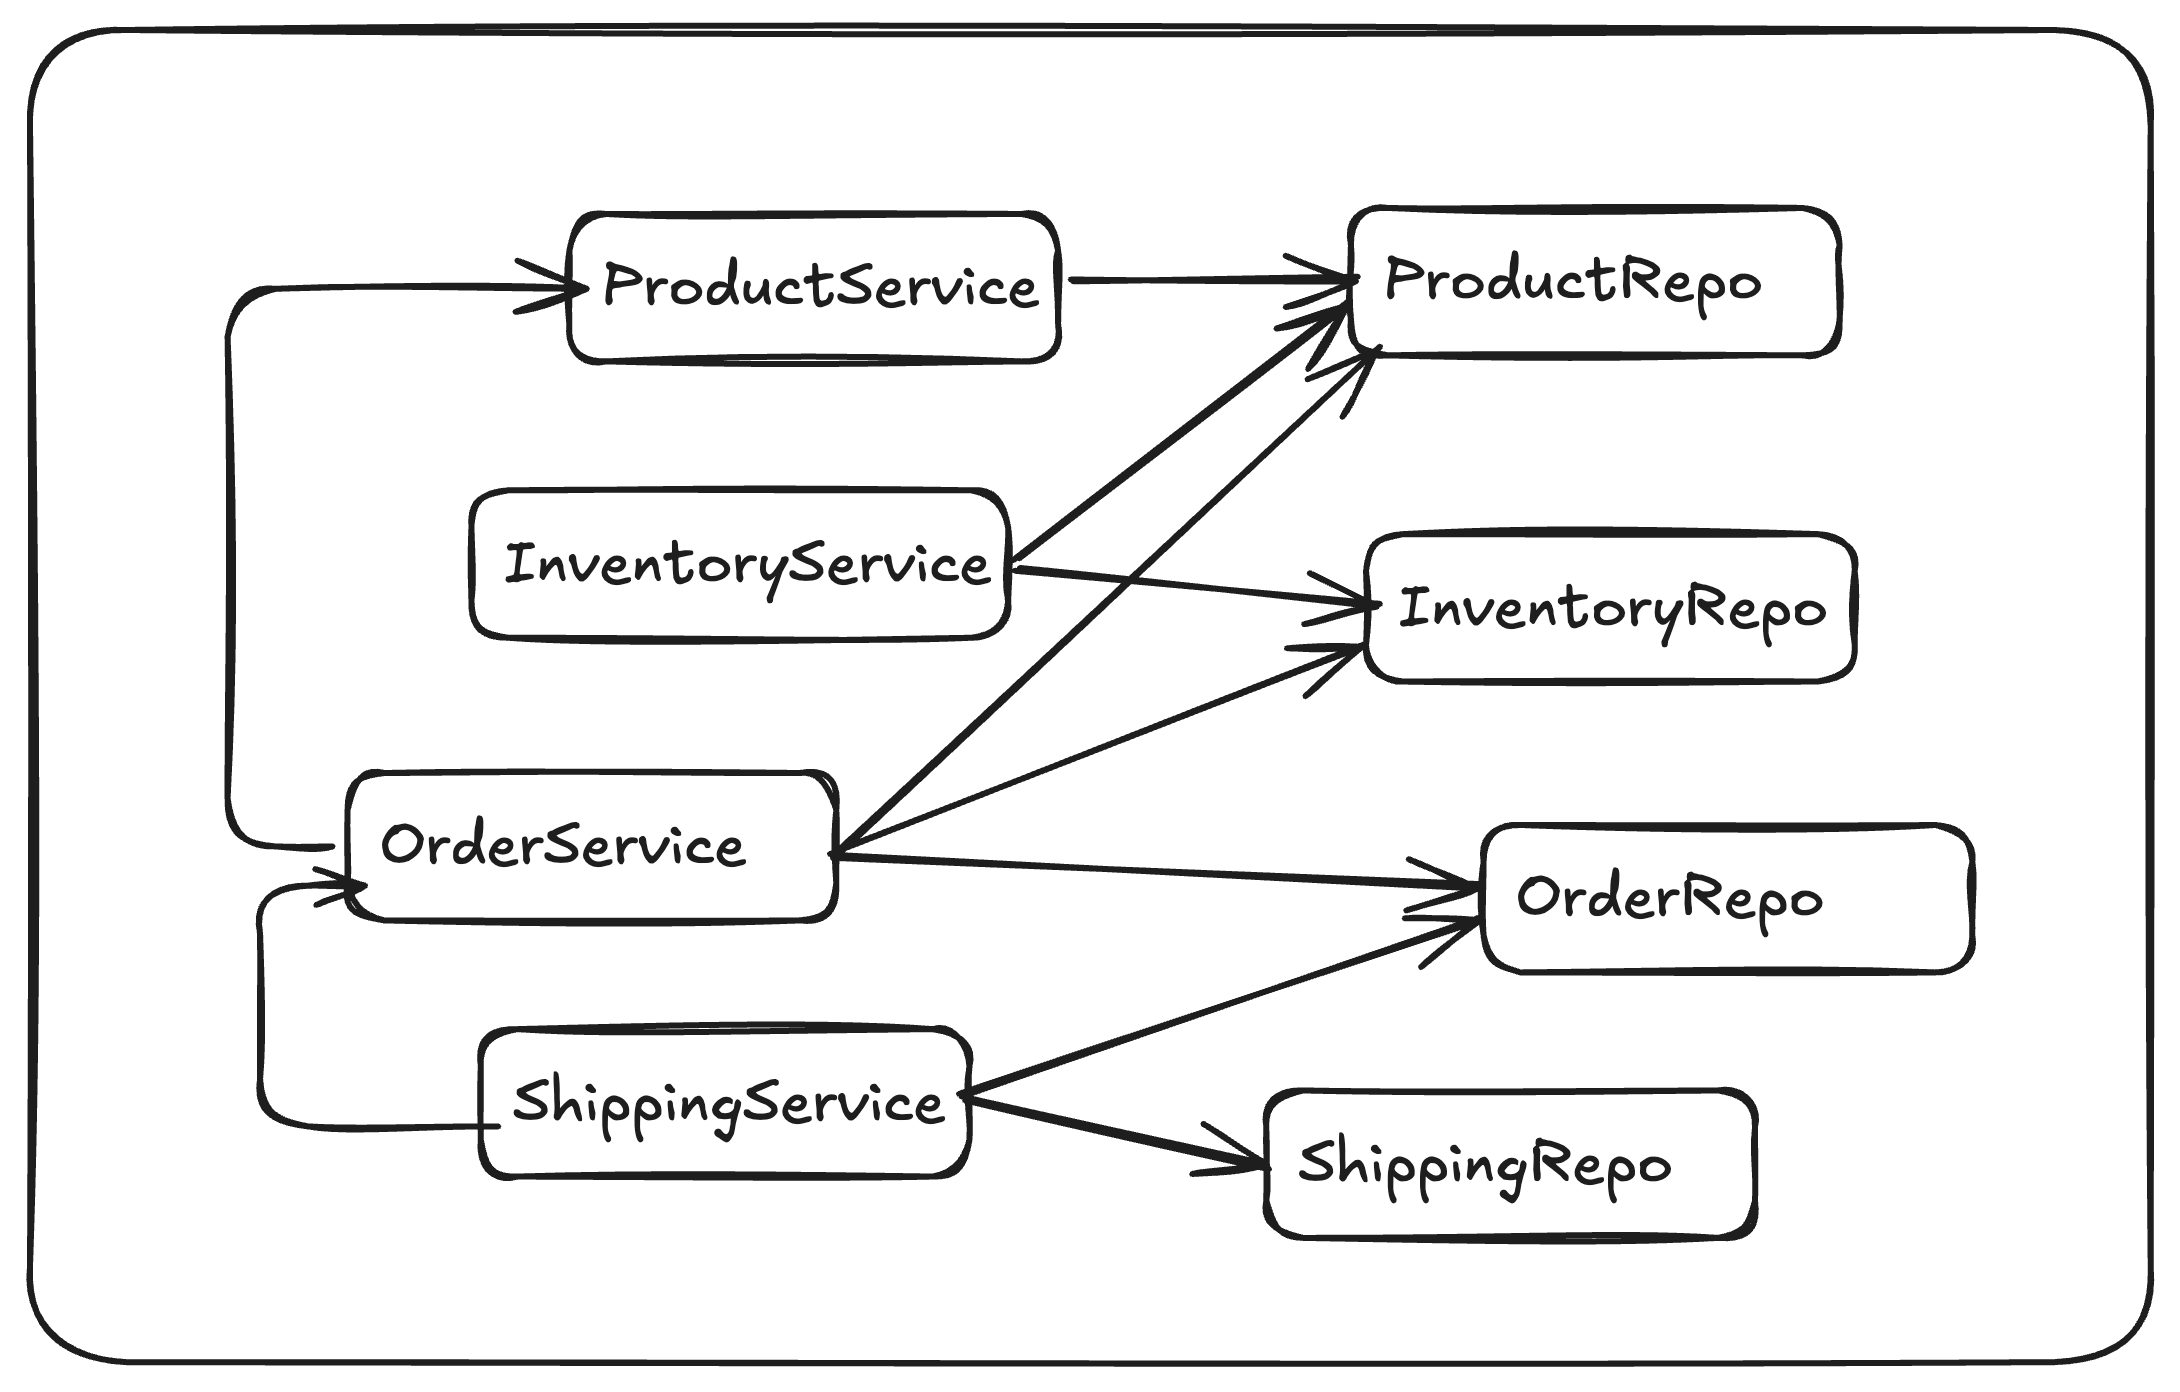 ProductService
ProductRepo
InventoryService
InventoryRepo
OrderService
OrderRepo
ShippingService
ShippingRepo